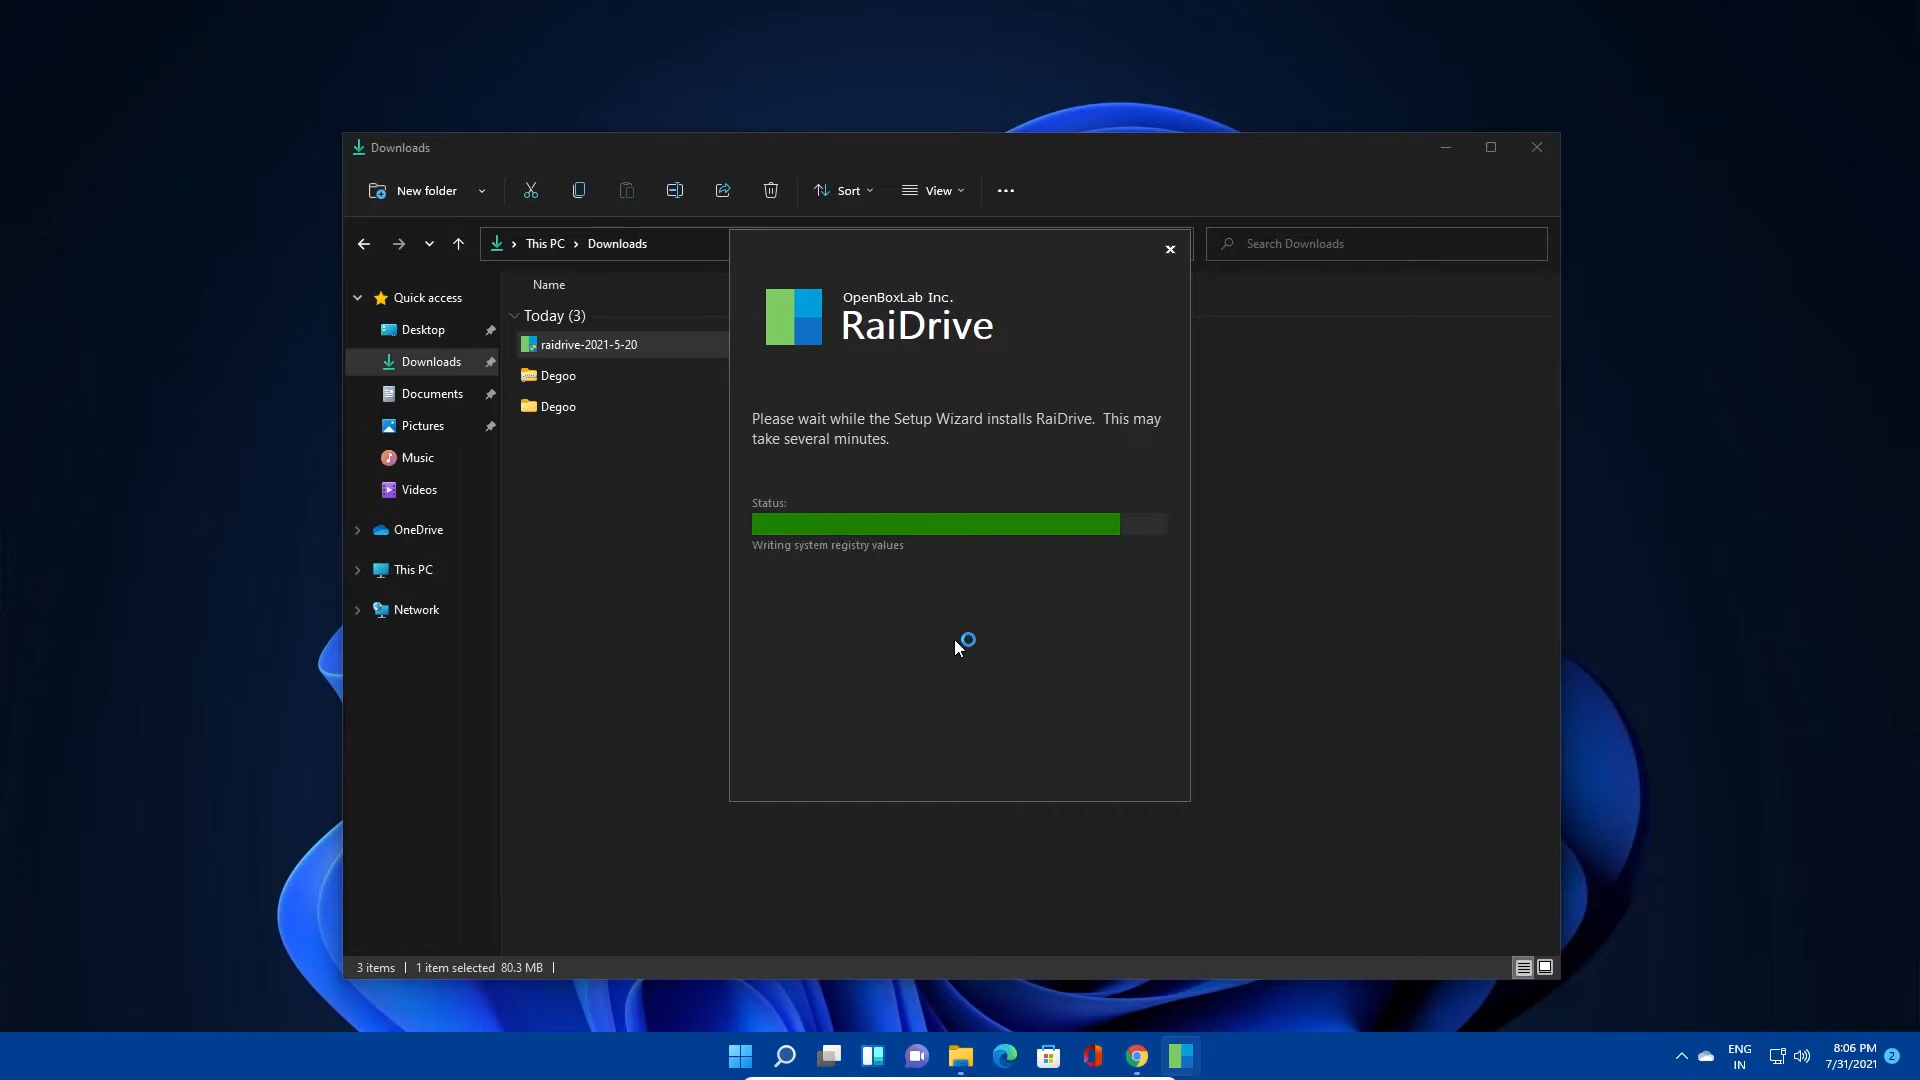 Downloads
New folder
Sort
View
This PC
Downloads
Search Downloads
Quick access
Desktop
Downloads
Documents
Pictures
Music
Videos
OneDrive
This PC
Network
Name
Today (3)
raidrive-2021-5-20
Degoo
Degoo
OpenBoxLab Inc.
RaiDrive
Please wait while the Setup Wizard installs RaiDrive. This may
take several minutes.
Status:
Writing system registry values
3 items
1 item selected 80.3 MB
ENG
IN
8:06 PM
7/31/2021
2